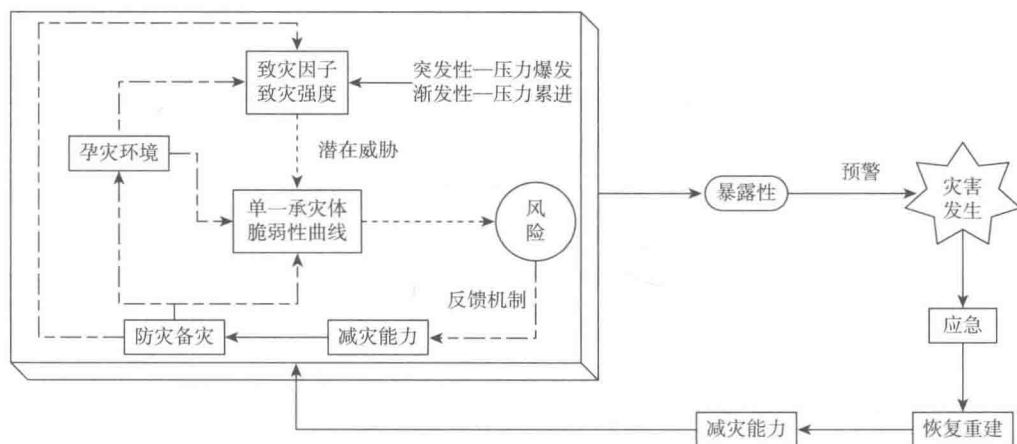 致灾因子
致灾强度
突发性—压力爆发
渐发性—压力累进
孕灾环境
潜在威胁
单一承灾体
脆弱性曲线
风
险
暴露性
预警
灾害
发生
反馈机制
防灾备灾
减灾能力
应急
减灾能力
恢复重建